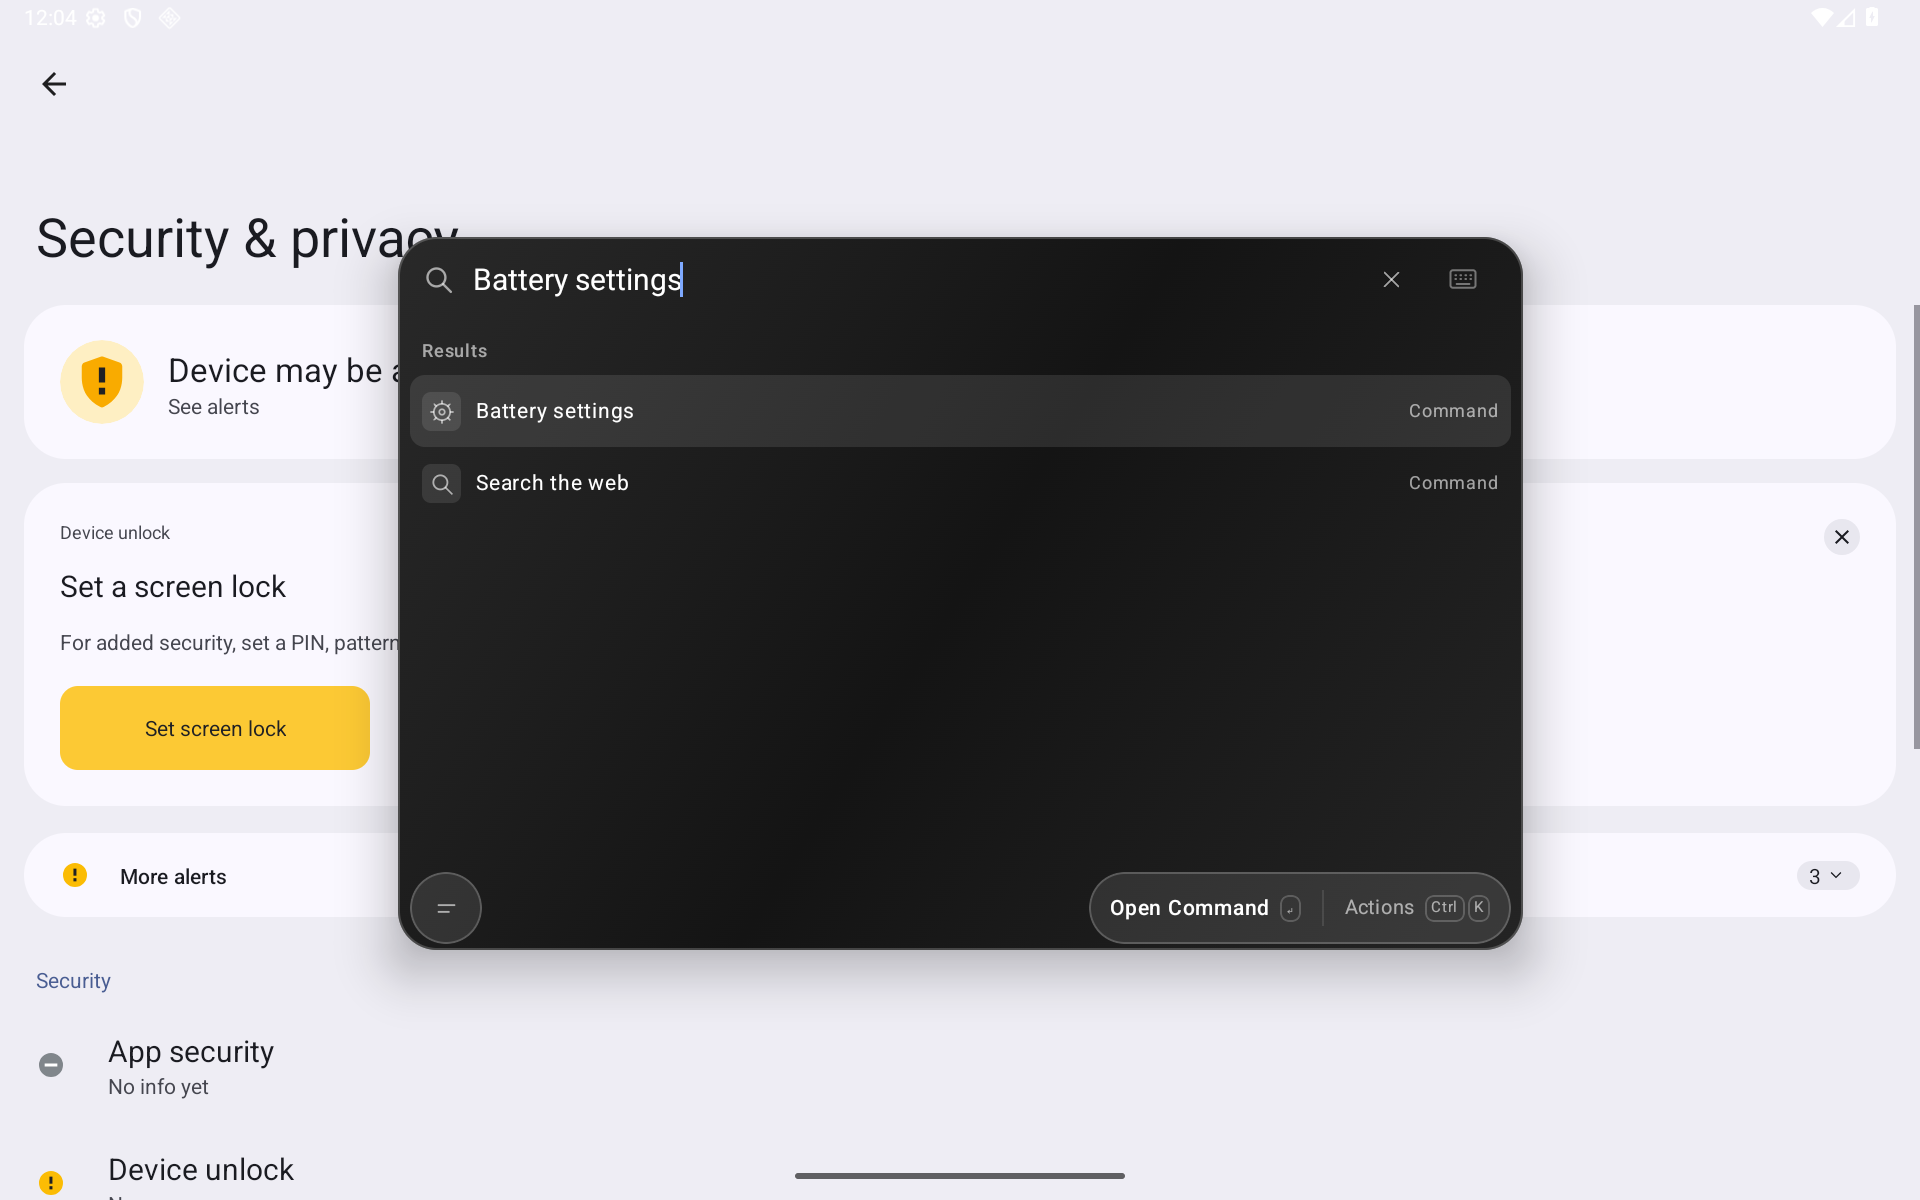 12:04
Security & privacy
Battery settings
Results
Battery settings
Command
Search the web
Command
Device may be a
See alerts
Device unlock
Set a screen lock
For added security, set a PIN, pattern
Set screen lock
More alerts
3
Open Command
Actions
Ctrl
K
Security
App security
No info yet
Device unlock